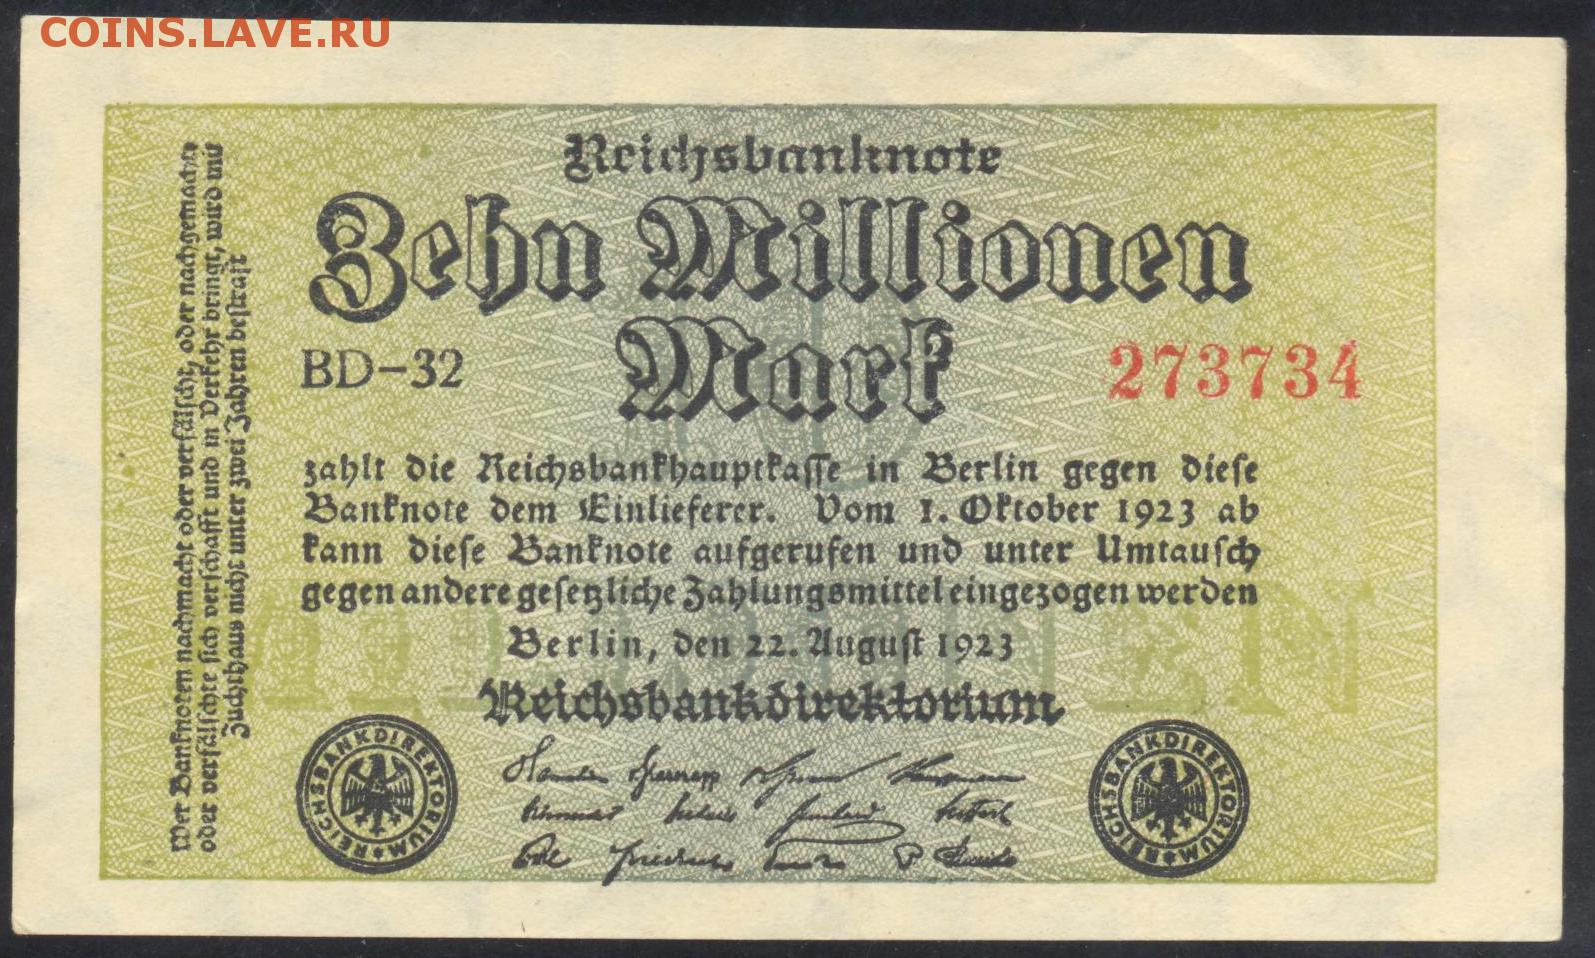 COINS.LAVE.RU
Reichsbanknote
Zehn Millionen
Mark
BD-32
273734
zahlt die Reichsbankhauptkasse in Berlin gegen diese
Banknote dem Einlieferer. Vom 1. Oktober 1923 ab
kann diese Banknote aufgerufen und unter Umtausch
gegen andere gesetzliche Zahlungsmittel eingezogen werden
Berlin, den 22. August 1923
Reichsbankdirektorium
REICHSBANKDIREKTORIUM
REICHSBANKDIREKTORIUM
Wer Banknoten nachmacht oder verfälscht, oder nachgemachte
oder verfälschte sich verschafft und in Verkehr bringt, wird mit
Zuchthaus nicht unter zwei Jahren bestraft